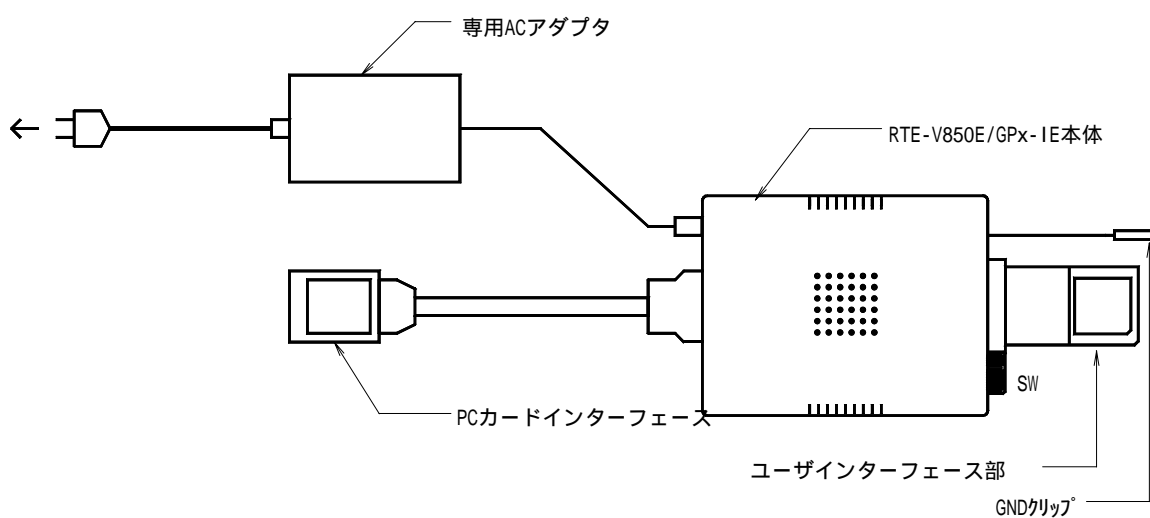 専用ACアダプタ
RTE-V850E/GPx-IE本体
SW
PCカードインターフェース
ユーザインターフェース部
GNDｸﾘｯﾌﾟ